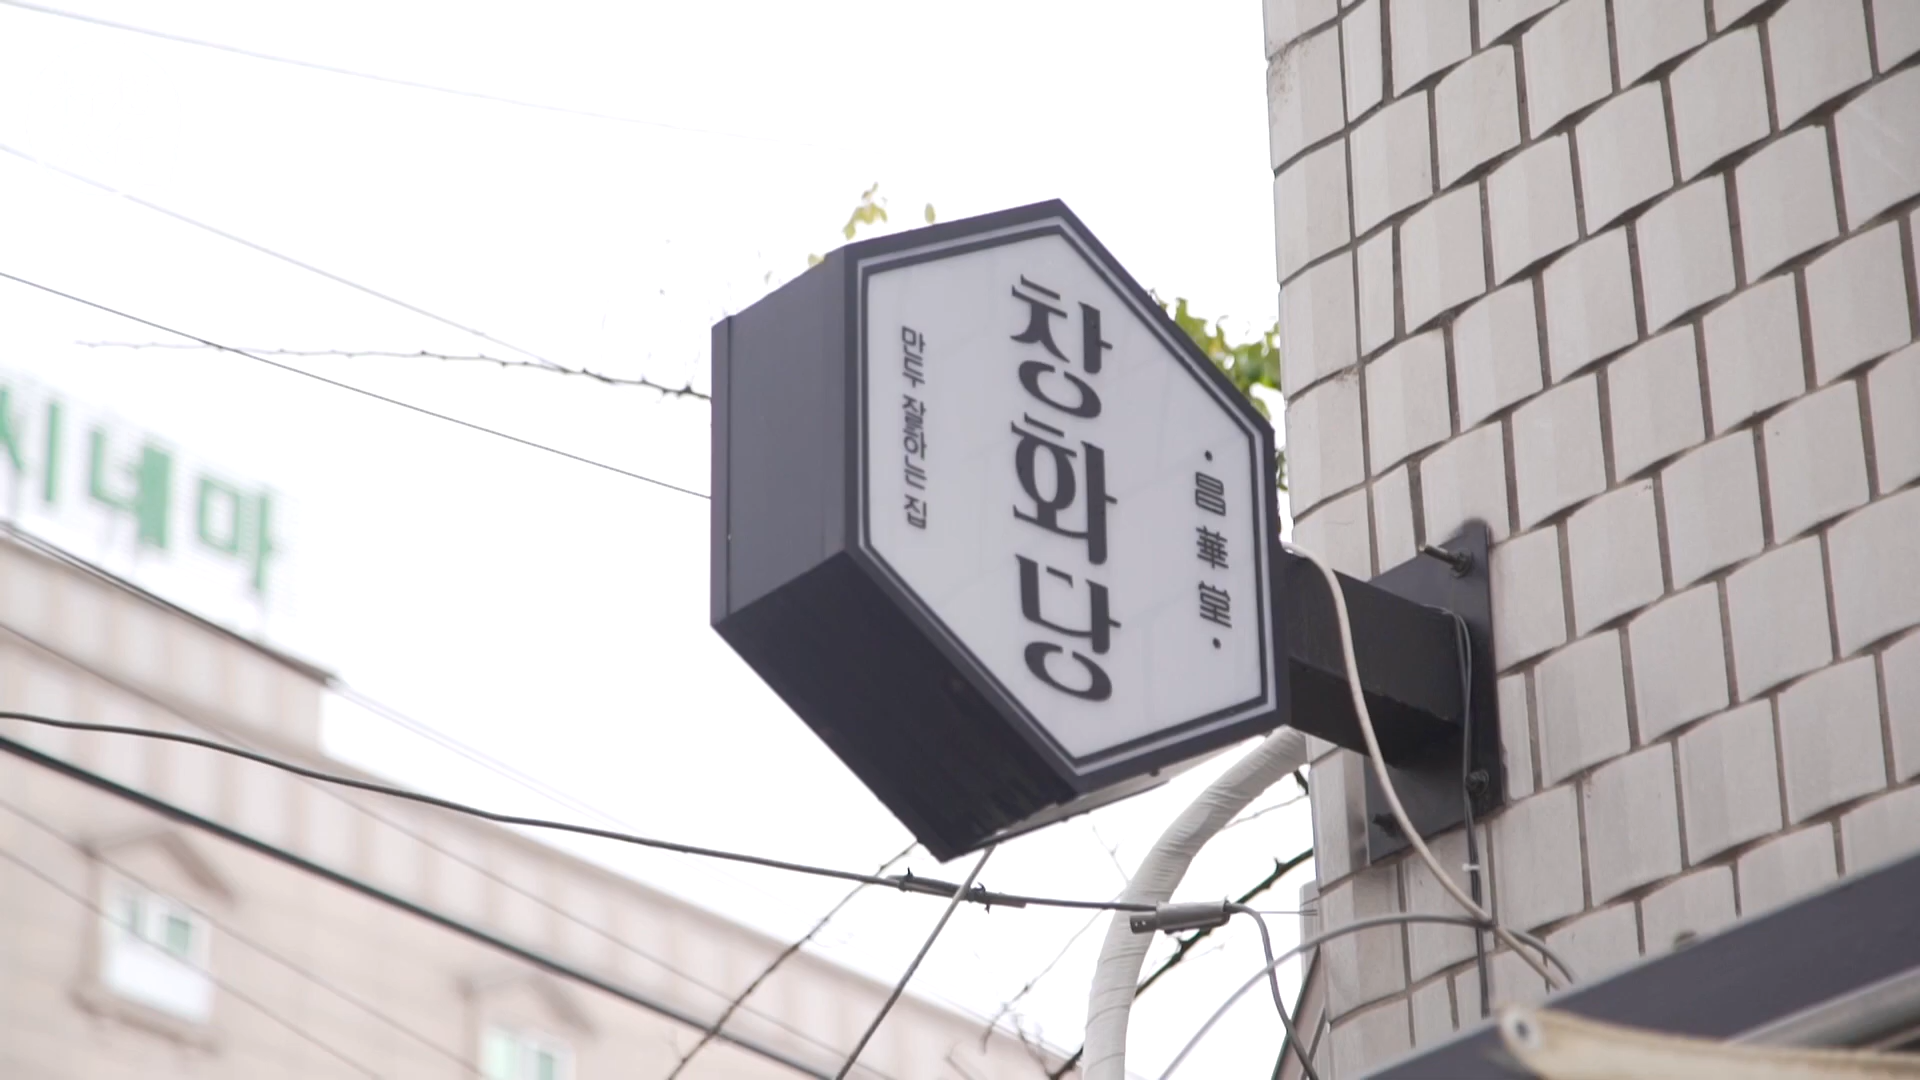 만두 잘하는 집
창화당
·昌華堂·
시네마